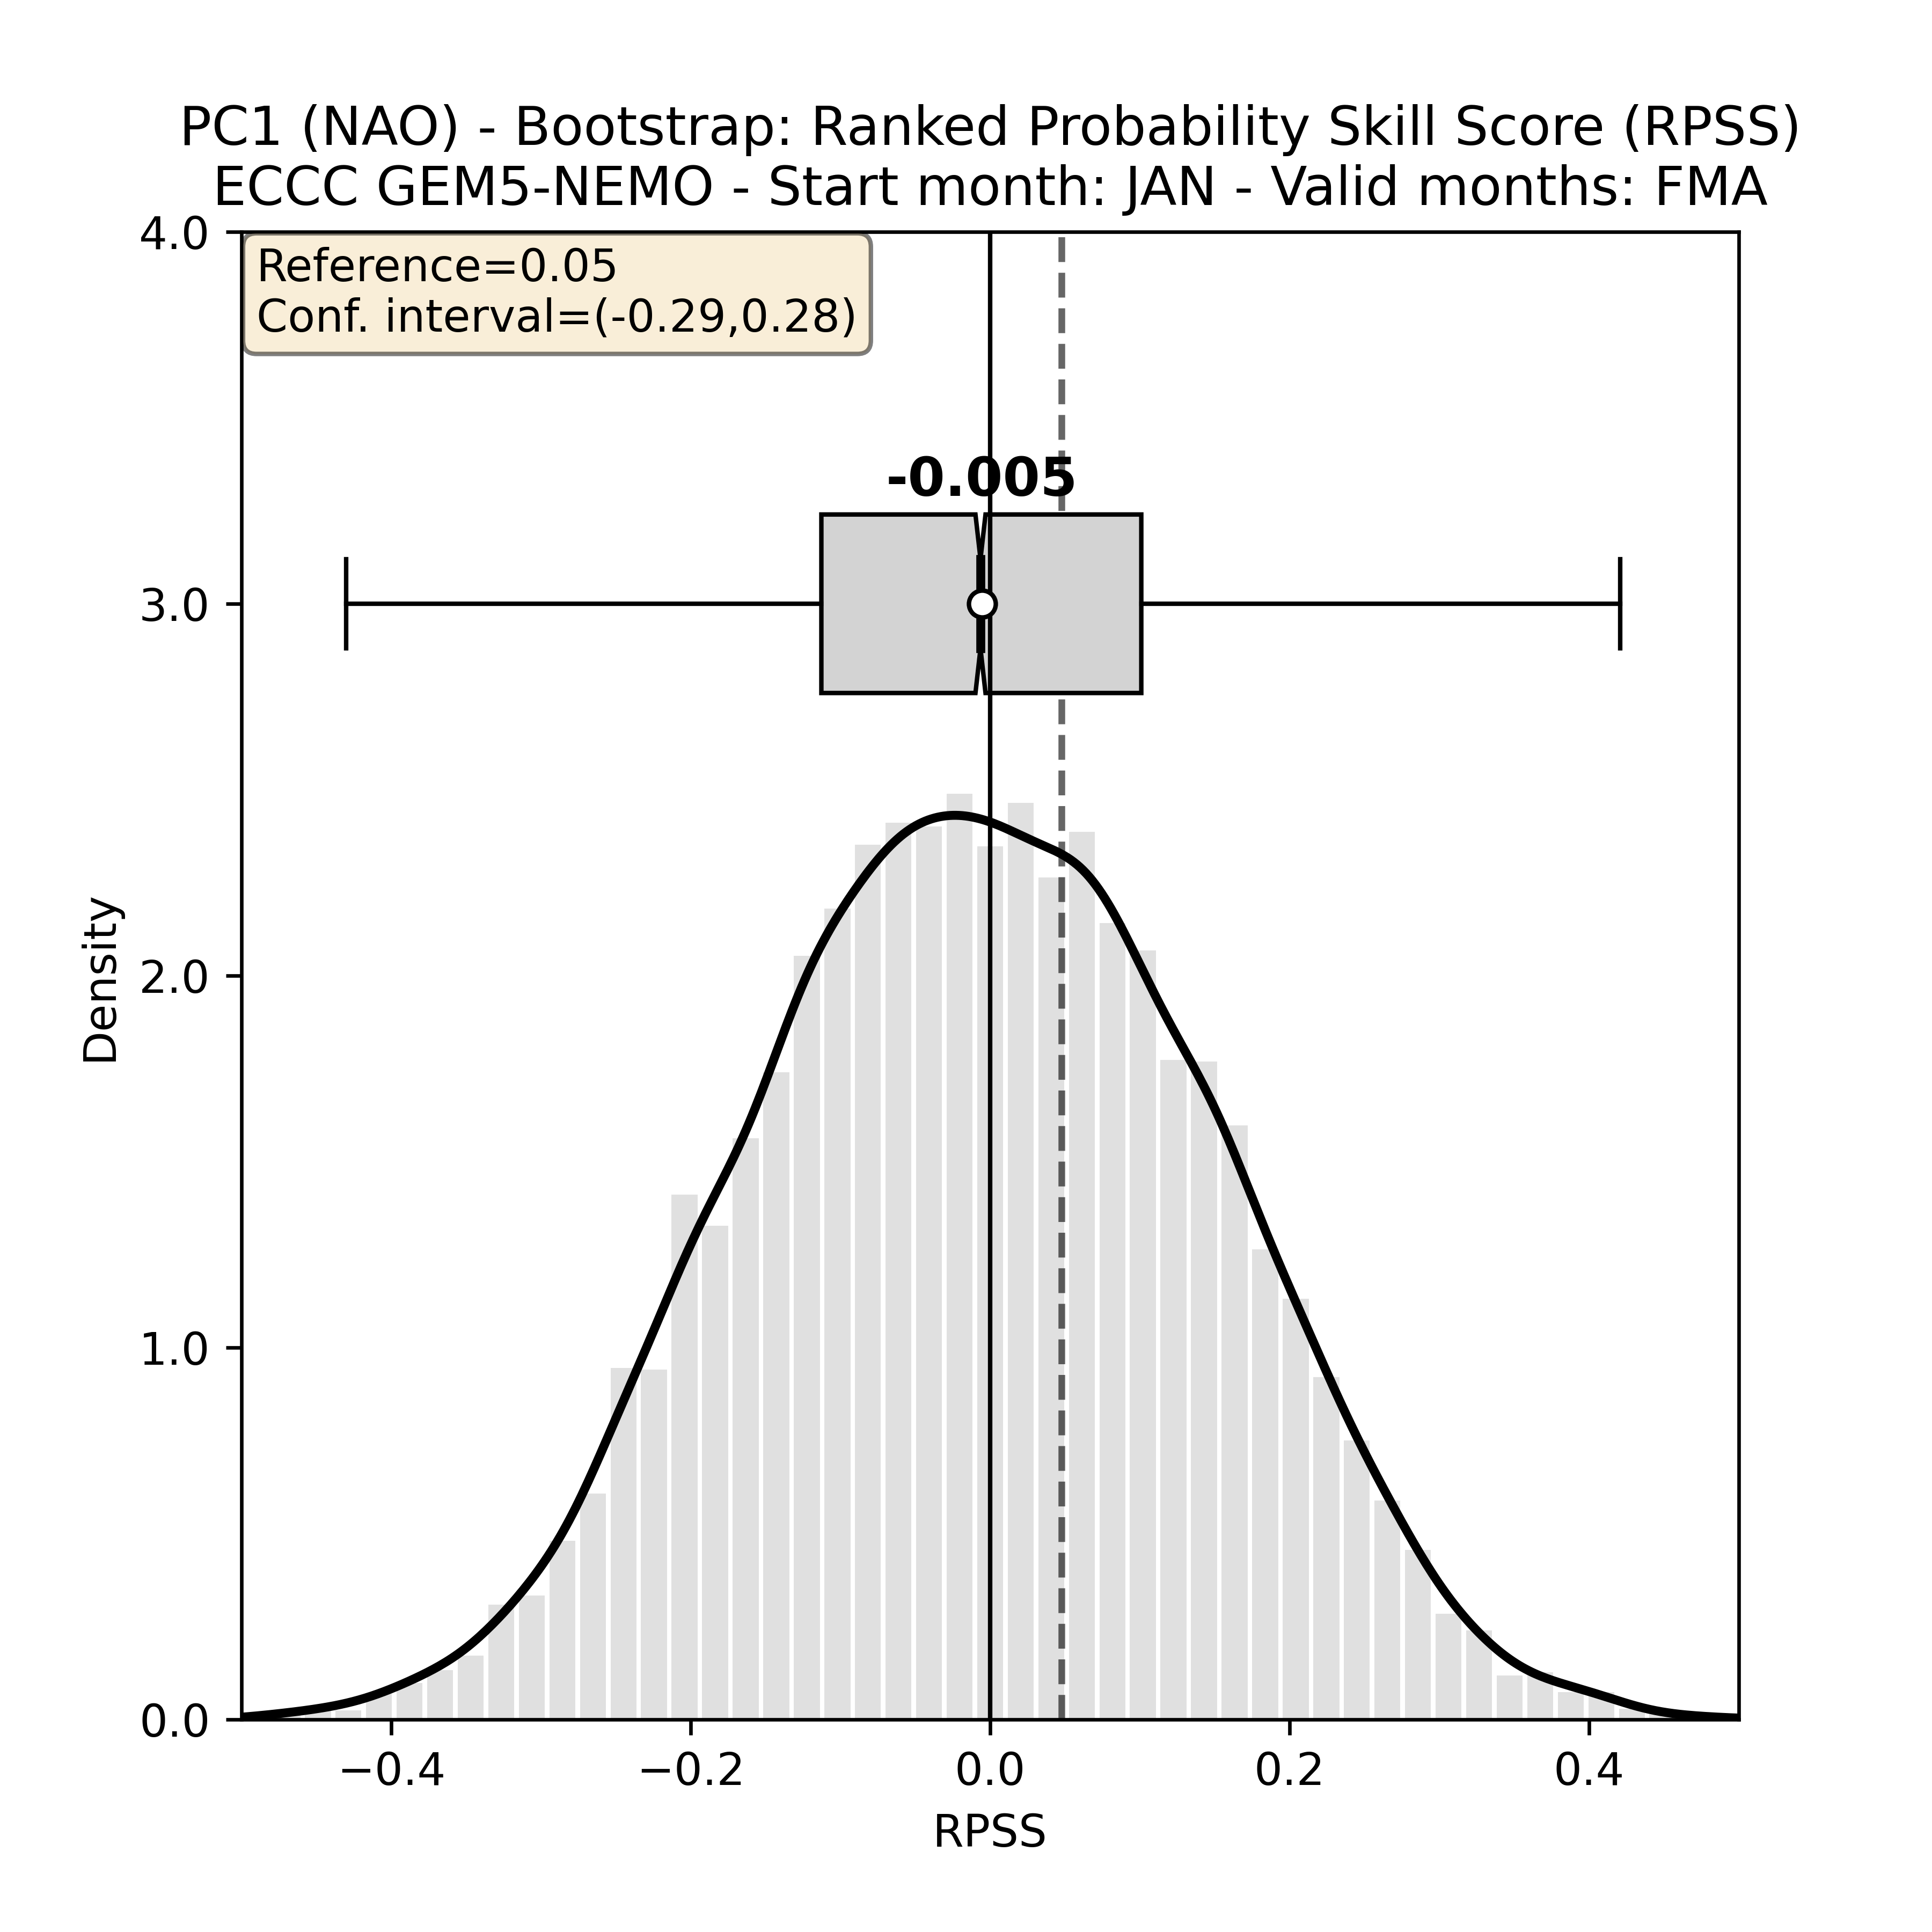 PC1 (NAO) - Bootstrap: Ranked Probability Skill Score (RPSS)
ECCC GEM5-NEMO - Start month: JAN - Valid months: FMA
4.0
Reference=0.05
Conf. interval=(-0.29,0.28)
-0.005
3.0
2.0
Density
1.0
0.0
−0.4 −0.2 0.0 0.2 0.4
RPSS